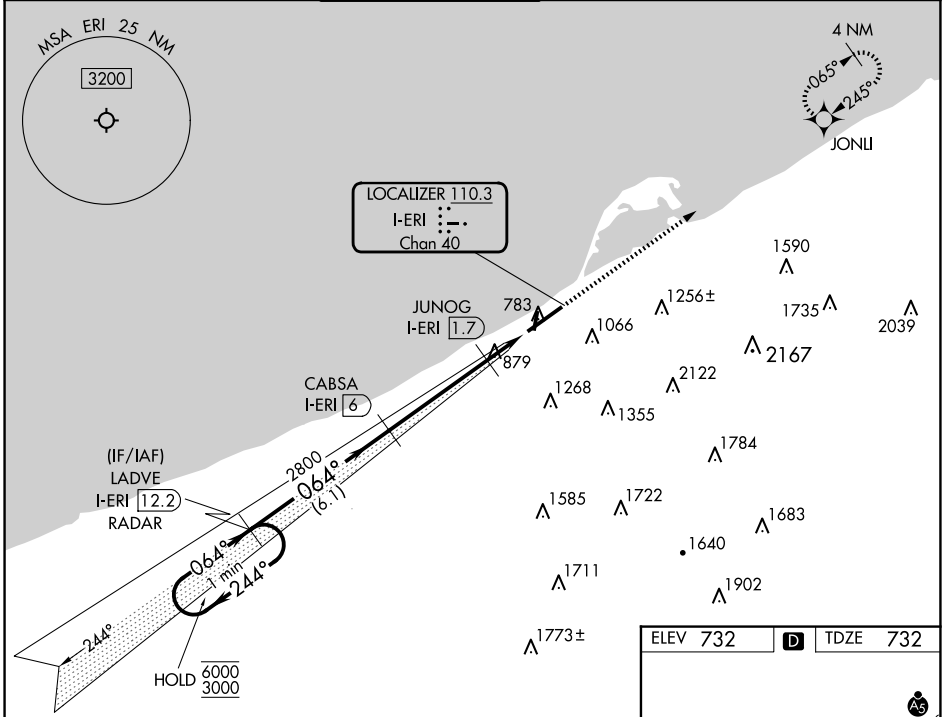 MSA ERI 25 NM
3200
4 NM
065°
245°
JONLI
LOCALIZER 110.3
I-ERI
Chan 40
1590
JUNOG
I-ERI 1.7
783
1256±
1735
2039
1066
879
2167
CABSA
I-ERI 6
1268
2122
1355
(IF/IAF)
LADVE
I-ERI 12.2
RADAR
2800
064°
(6.1)
1784
1585
1722
1683
1640
064°
1 min
244°
1711
1902
244°
1773±
HOLD 6000
3000
ELEV 732 D TDZE 732
A5